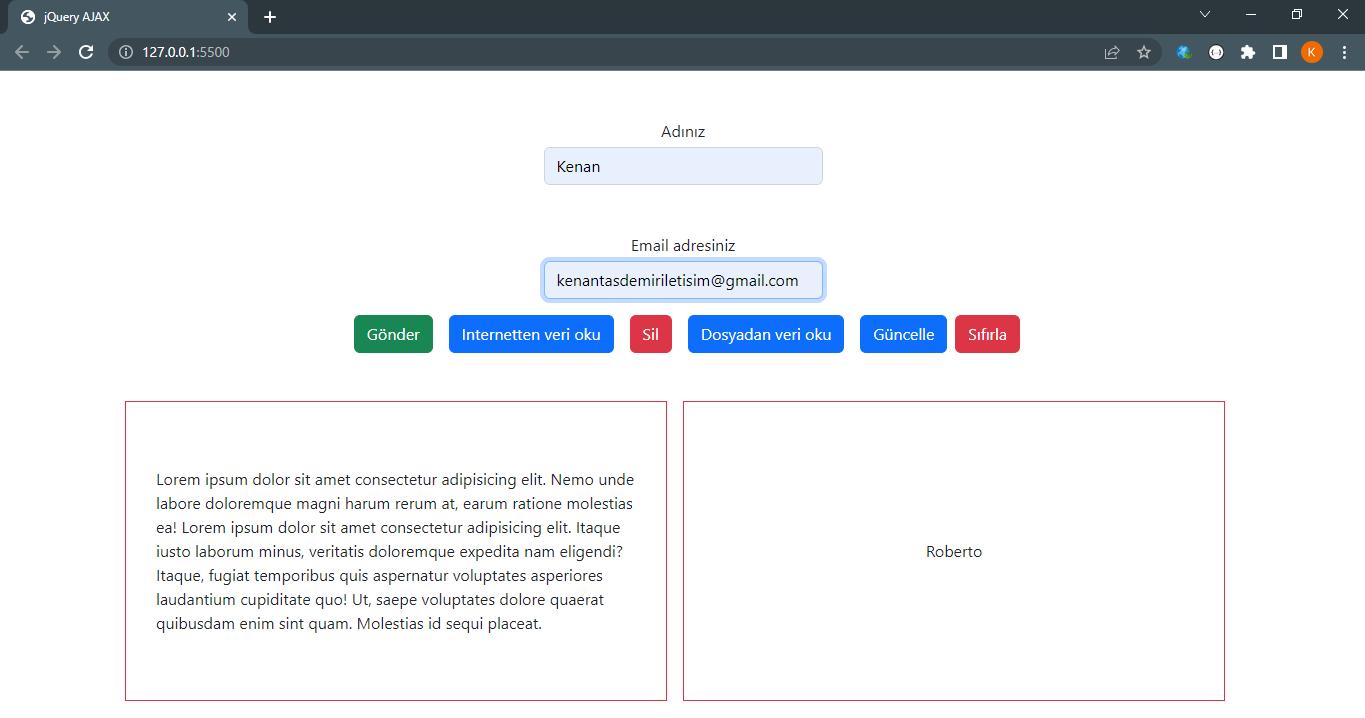 jQuery AJAX
127.0.0.1:5500
K
Adınız
Kenan
Email adresiniz
kenantasdemiriletisim@gmail.com
Gönder Internetten veri oku Sil Dosyadan veri oku Güncelle Sıfırla
Lorem ipsum dolor sit amet consectetur adipisicing elit. Nemo unde
labore doloremque magni harum rerum at, earum ratione molestias
ea! Lorem ipsum dolor sit amet consectetur adipisicing elit. Itaque
iusto laborum minus, veritatis doloremque expedita nam eligendi?
Itaque, fugiat temporibus quis aspernatur voluptates asperiores
laudantium cupiditate quo! Ut, saepe voluptates dolore quaerat
quibusdam enim sint quam. Molestias id sequi placeat.
Roberto